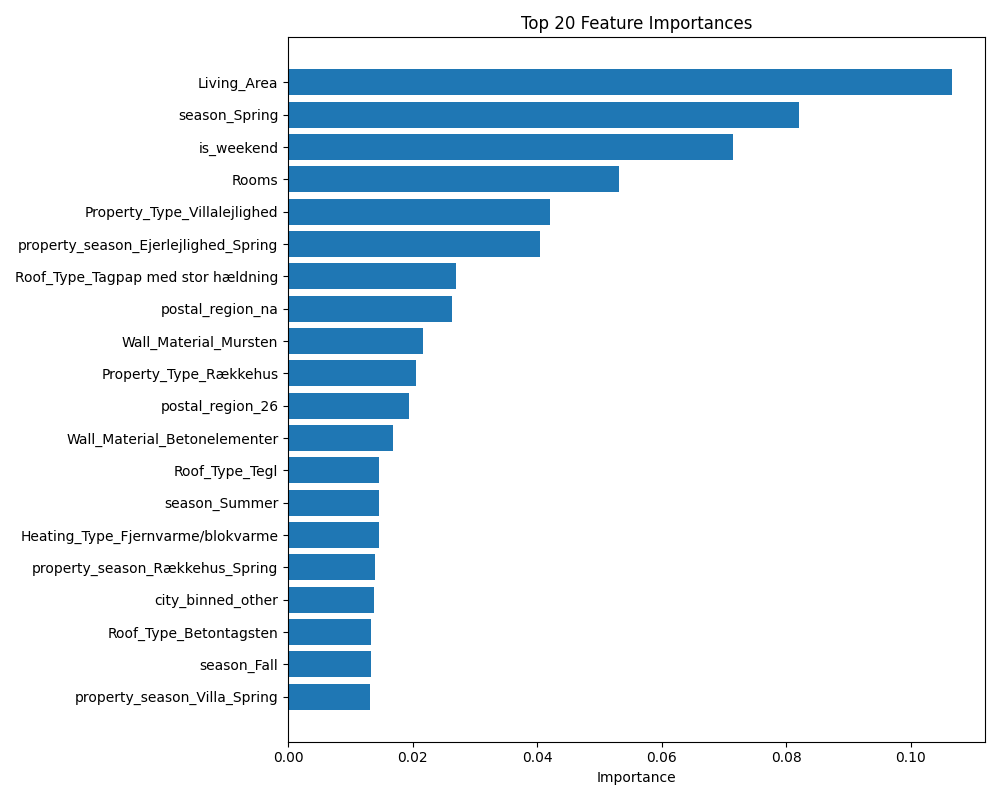 Top 20 Feature Importances
Living_Area
season_Spring
is_weekend
Rooms
Property_Type_Villalejlighed
property_season_Ejerlejlighed_Spring
Roof_Type_Tagpap med stor hældning
postal_region_na
Wall_Material_Mursten
Property_Type_Rækkehus
postal_region_26
Wall_Material_Betonelementer
Roof_Type_Tegl
season_Summer
Heating_Type_Fjernvarme/blokvarme
property_season_Rækkehus_Spring
city_binned_other
Roof_Type_Betontagsten
season_Fall
property_season_Villa_Spring
0.00 0.02 0.04 0.06 0.08 0.10
Importance